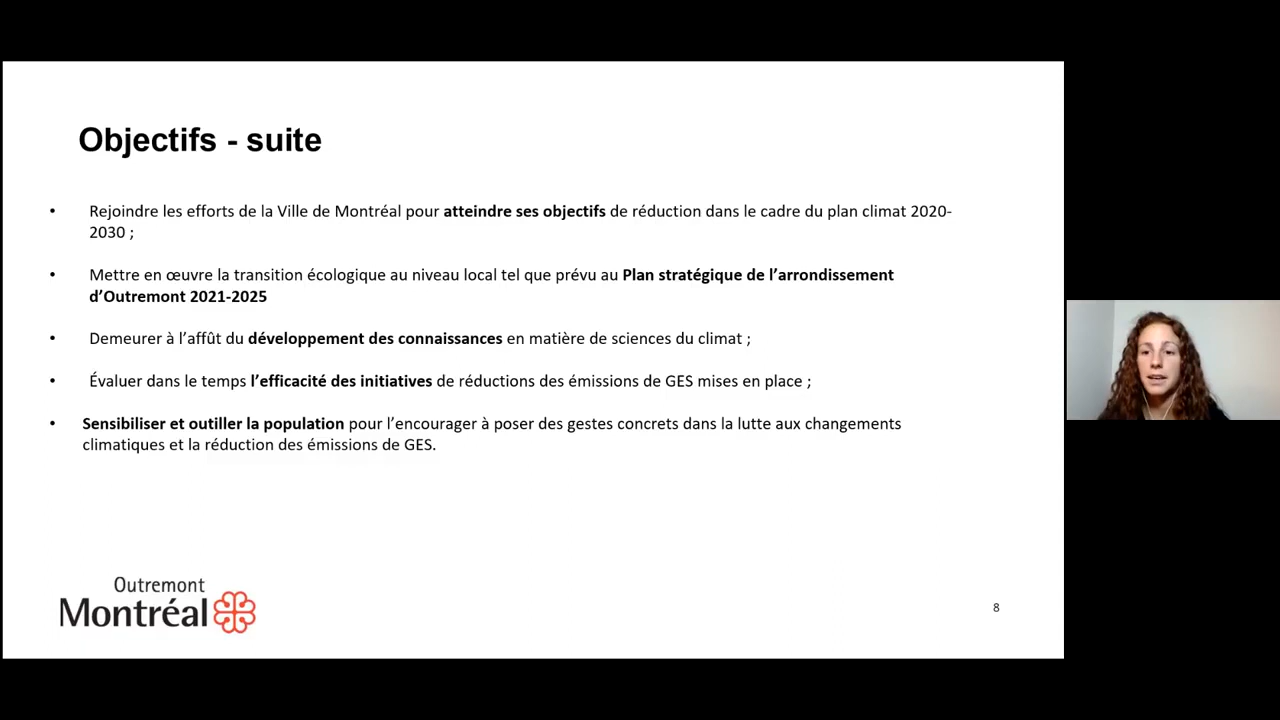 Objectifs - suite
• Rejoindre les efforts de la Ville de Montréal pour atteindre ses objectifs de réduction dans le cadre du plan climat 2020-
2030 ;
• Mettre en œuvre la transition écologique au niveau local tel que prévu au Plan stratégique de l’arrondissement
d’Outremont 2021-2025
• Demeurer à l’affût du développement des connaissances en matière de sciences du climat ;
• Évaluer dans le temps l’efficacité des initiatives de réductions des émissions de GES mises en place ;
• Sensibiliser et outiller la population pour l’encourager à poser des gestes concrets dans la lutte aux changements
climatiques et la réduction des émissions de GES.
Outremont
Montréal
8